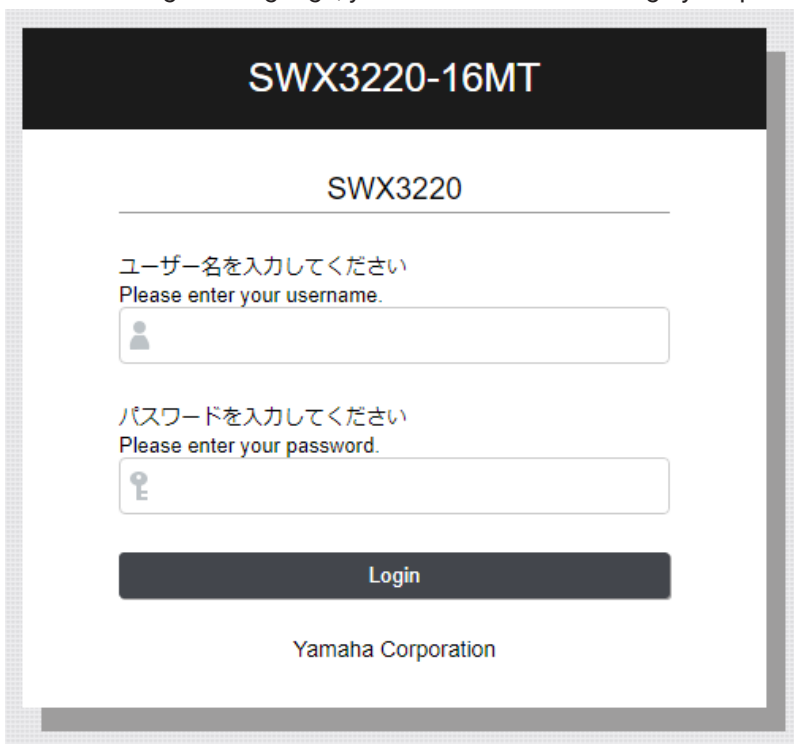 SWX3220-16MT
SWX3220
ユーザー名を入力してください
Please enter your username.
パスワードを入力してください
Please enter your password.
Login
Yamaha Corporation